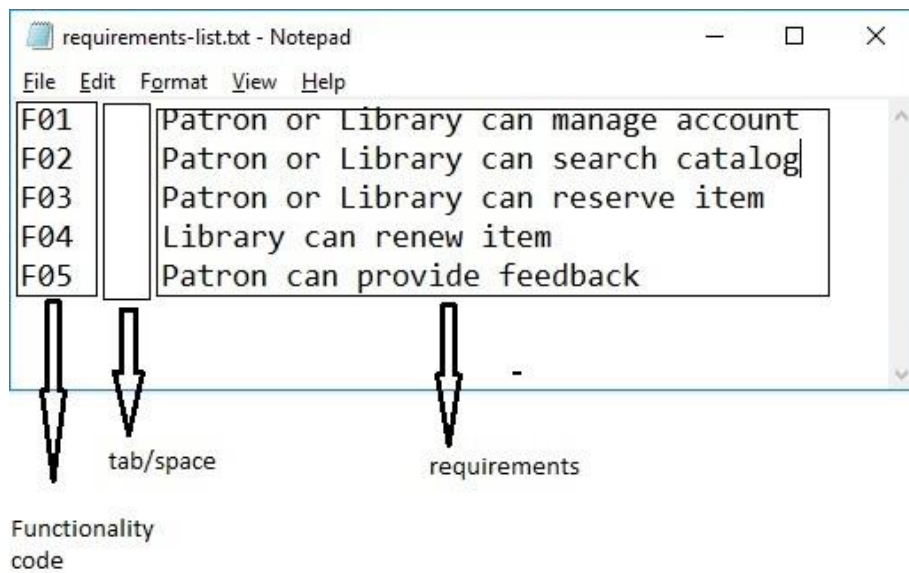 requirements-list.txt - Notepad
File Edit Format View Help
F01 Patron or Library can manage account
F02 Patron or Library can search catalog
F03 Patron or Library can reserve item
F04 Library can renew item
F05 Patron can provide feedback
tab/space
requirements
Functionality
code